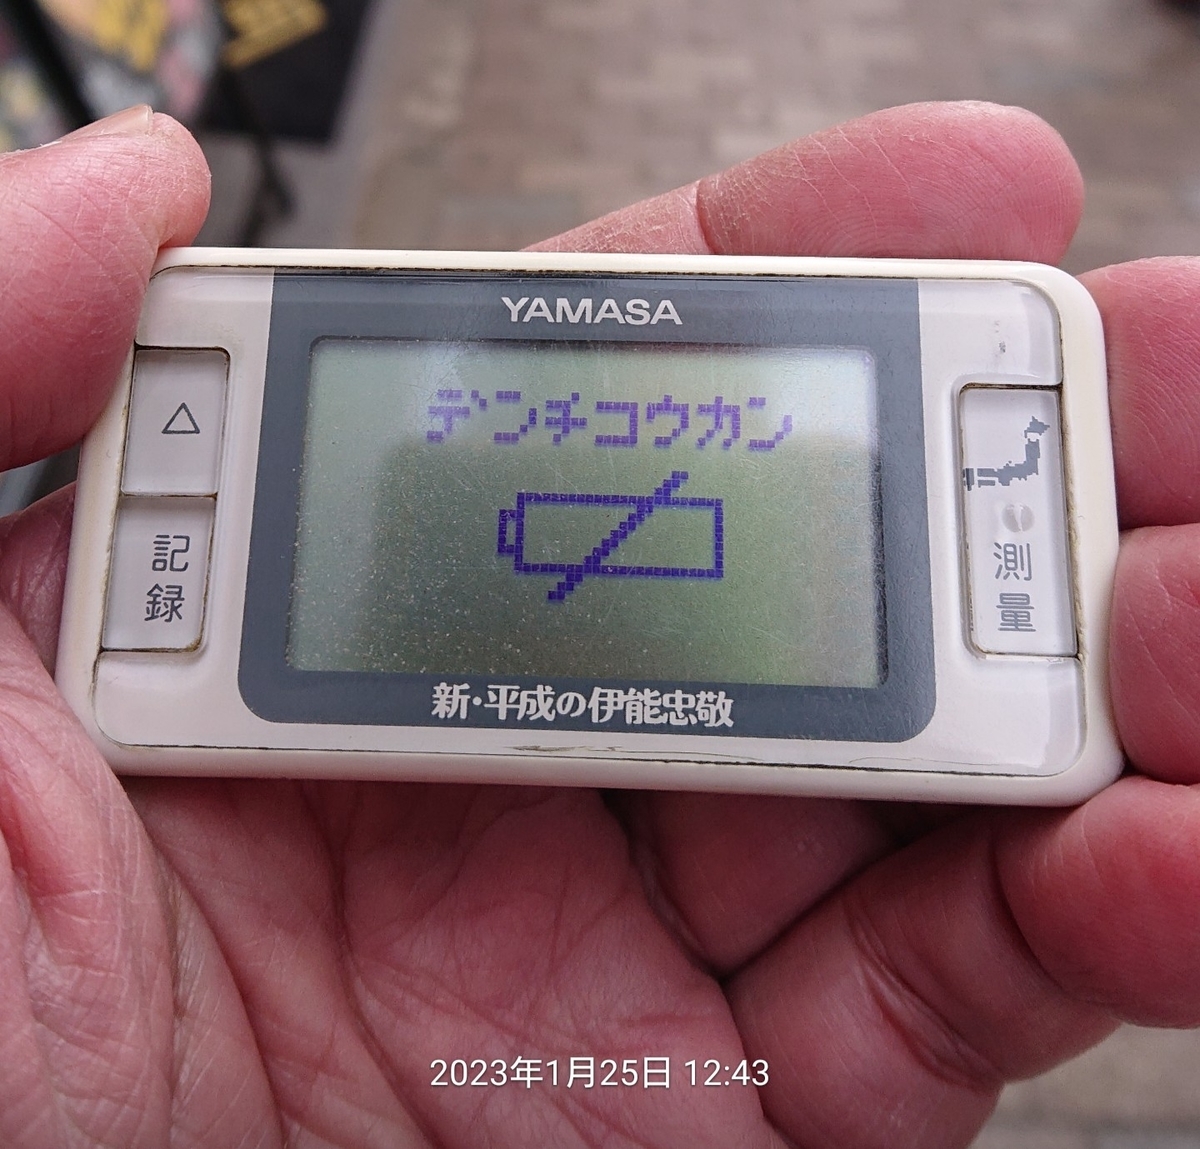 YAMASA
デンチコウカン
△
記録
測量
新・平成の伊能忠敬
2023年1月25日 12:43